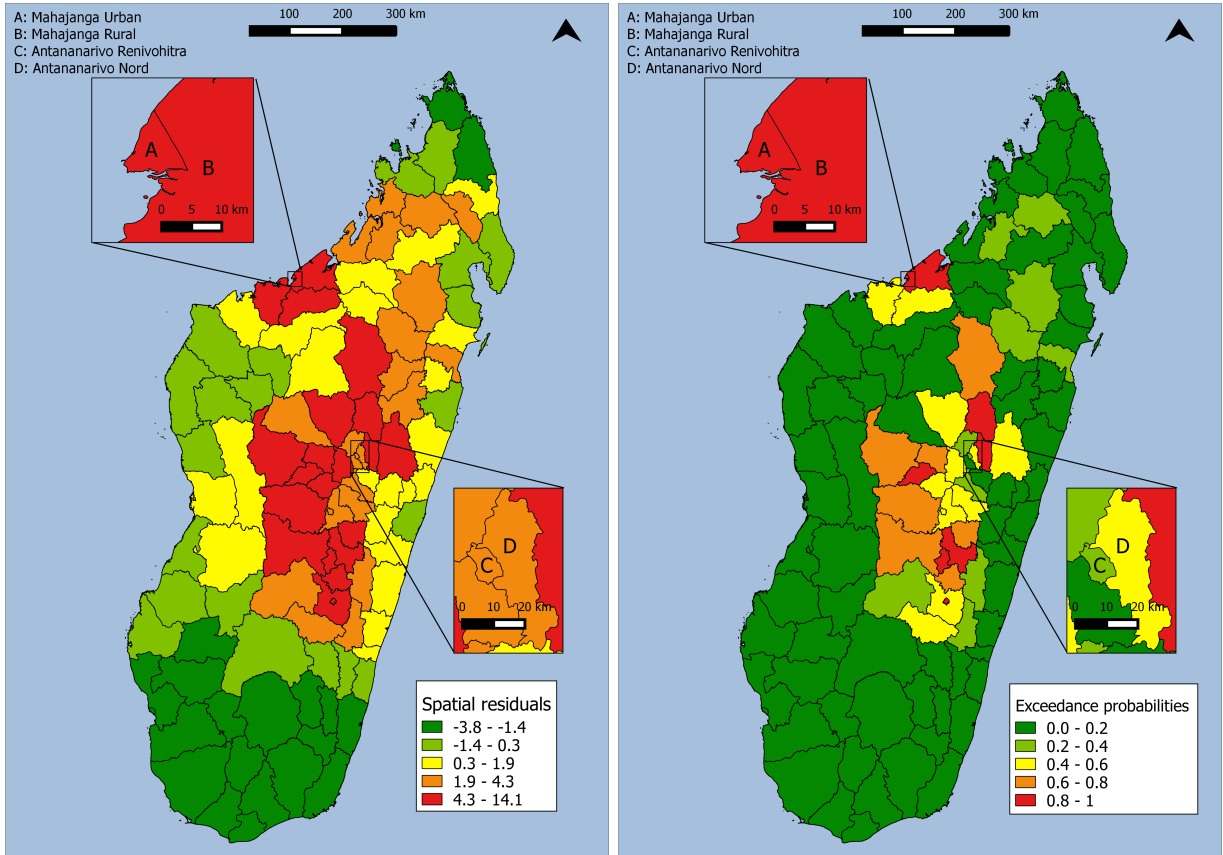 A: Mahajanga Urban
B: Mahajanga Rural
C: Antananarivo Renivohitra
D: Antananarivo Nord
100 200 300 km
A
B
0 5 10 km
D
C
0 10 20 km
Spatial residuals
-3.8 - -1.4
-1.4 - 0.3
0.3 - 1.9
1.9 - 4.3
4.3 - 14.1
A: Mahajanga Urban
B: Mahajanga Rural
C: Antananarivo Renivohitra
D: Antananarivo Nord
100 200 300 km
A
B
0 5 10 km
D
C
0 10 20 km
Exceedance probabilities
0.0 - 0.2
0.2 - 0.4
0.4 - 0.6
0.6 - 0.8
0.8 - 1